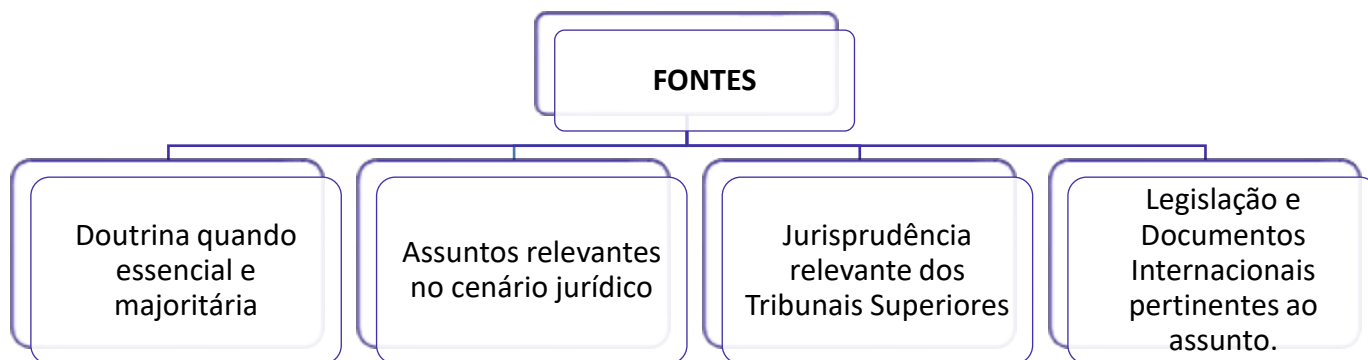 FONTES
Doutrina quando
essencial e
majoritária
Assuntos relevantes
no cenário jurídico
Jurisprudência
relevante dos
Tribunais Superiores
Legislação e
Documentos
Internacionais
pertinentes ao
assunto.